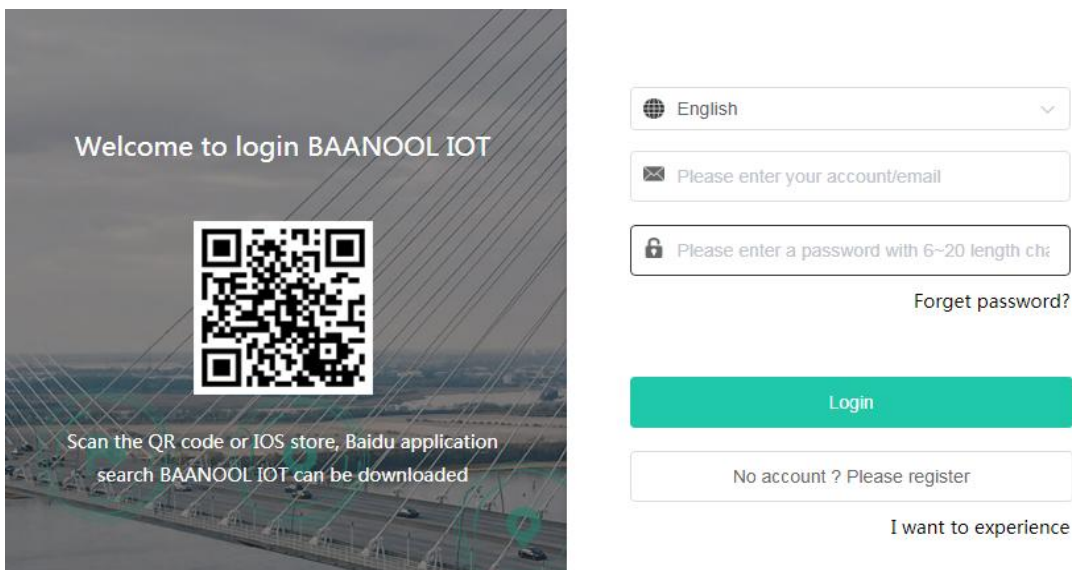 Welcome to login BAANOOL IOT
Scan the QR code or IOS store, Baidu application
search BAANOOL IOT can be downloaded
English
Please enter your account/email
Please enter a password with 6~20 length cha
Forget password?
Login
No account ? Please register
I want to experience